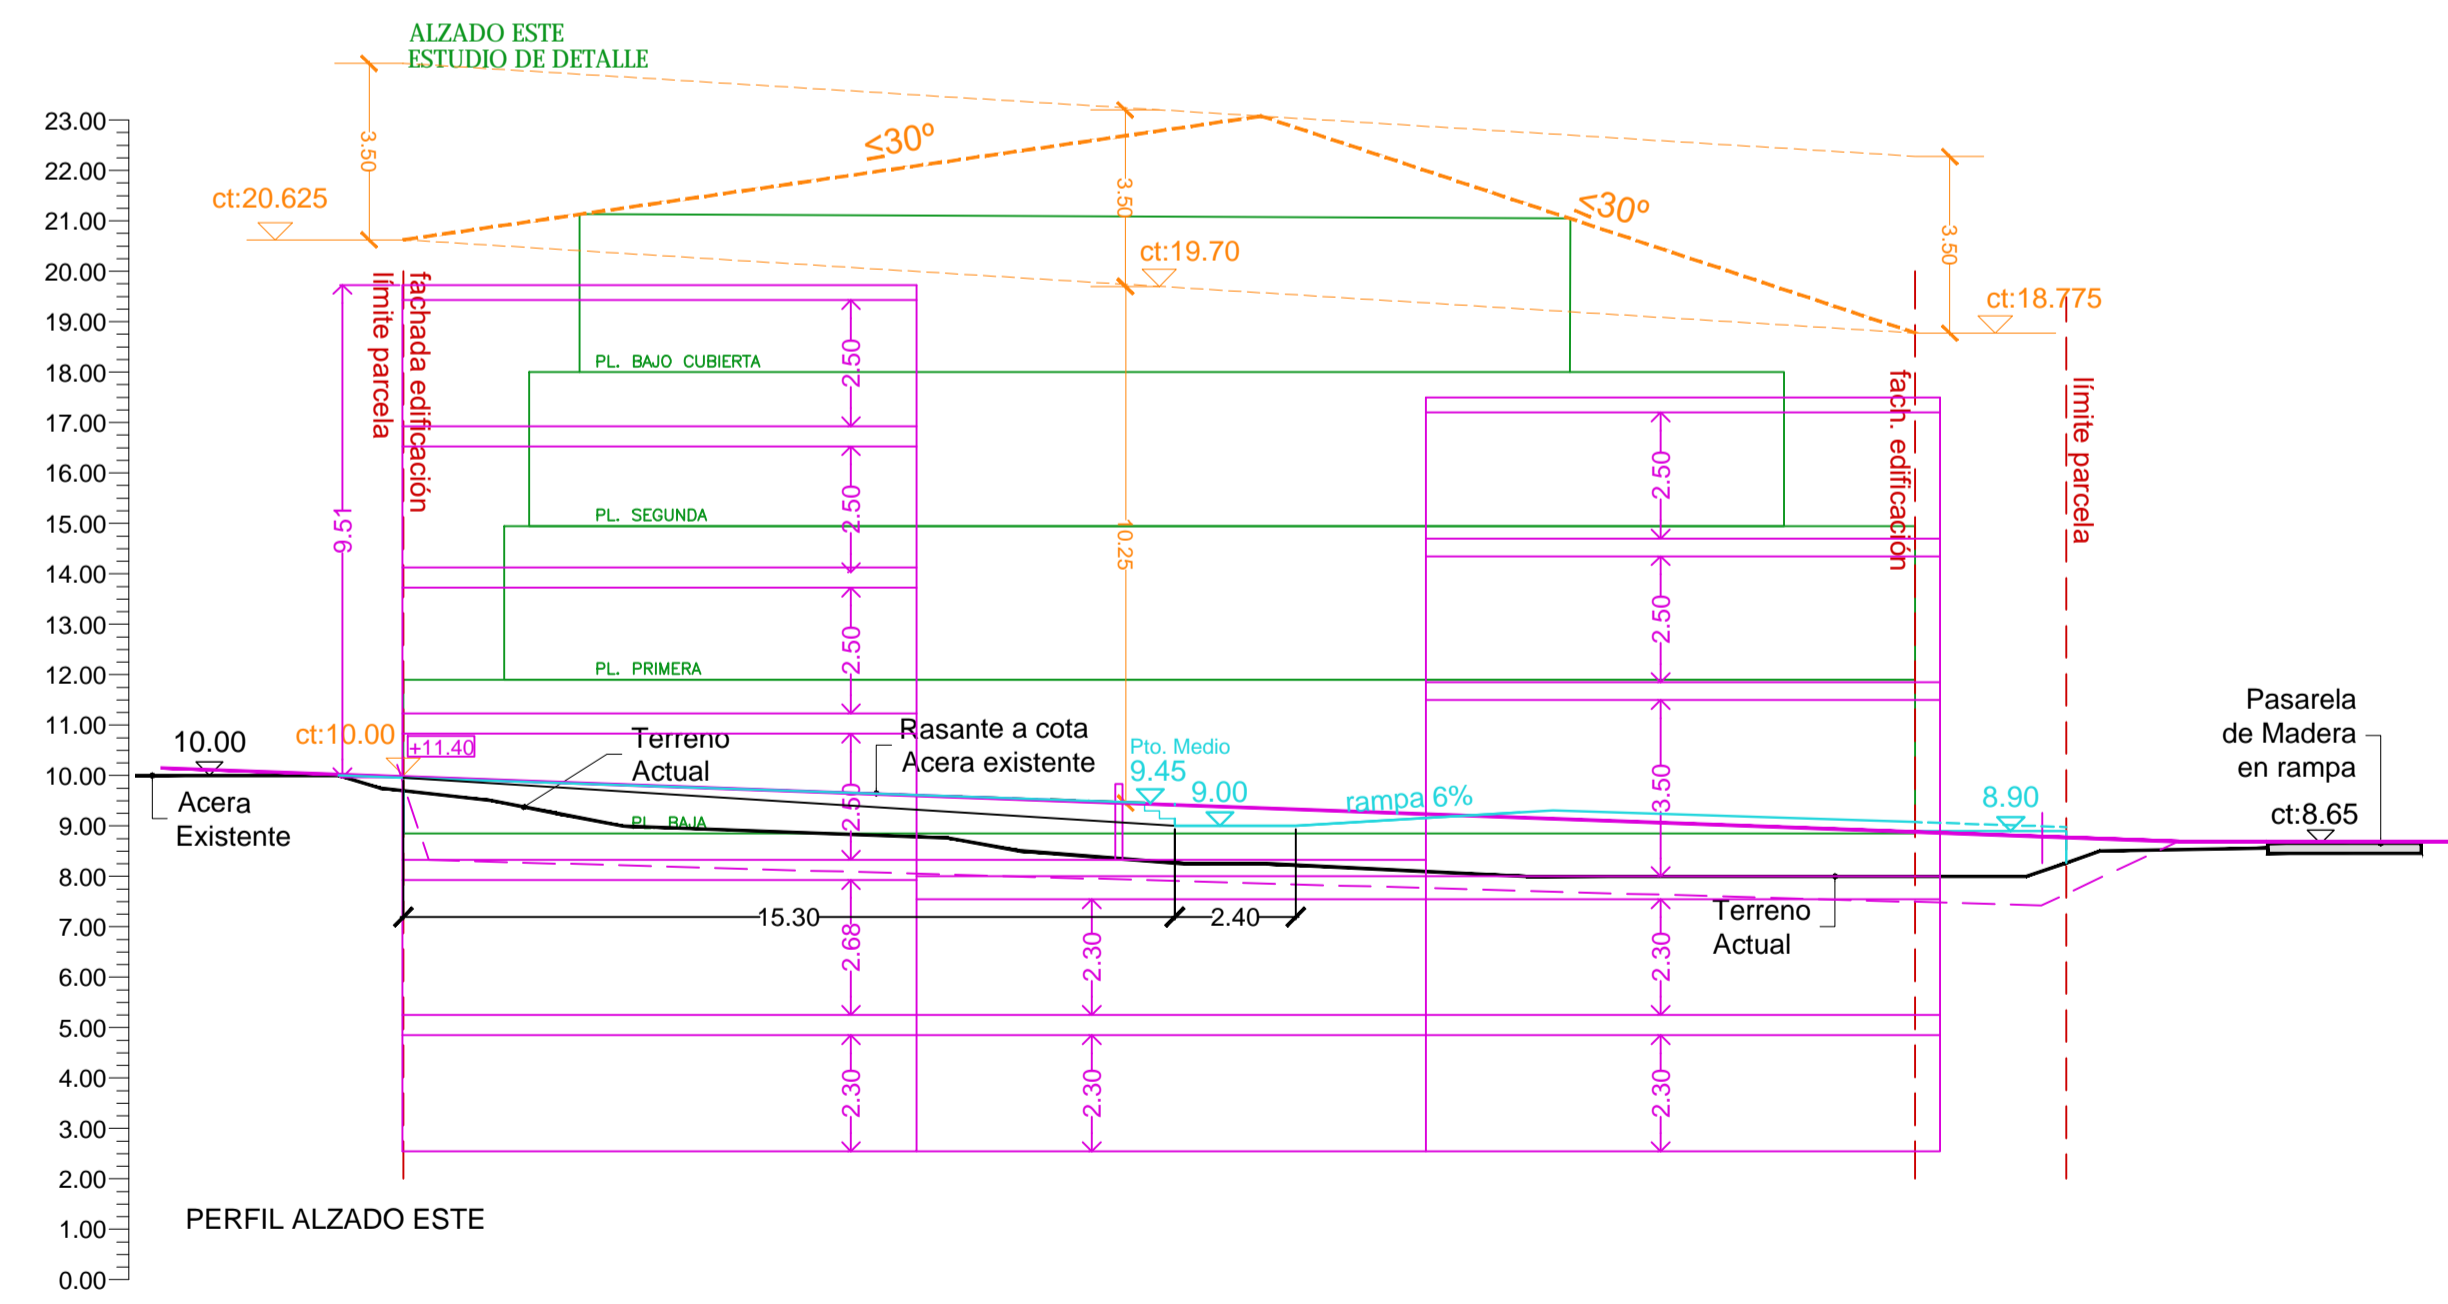 ALZADO ESTE
ESTUDIO DE DETALLE
23.00
22.00
21.00
20.00
19.00
18.00
17.00
16.00
15.00
14.00
13.00
12.00
11.00
10.00
9.00
8.00
7.00
6.00
5.00
4.00
3.00
2.00
1.00
0.00
3.50
ct:20.625
≤30º
3.50
ct:19.70
10.25
≤30º
3.50
ct:18.775
límite parcela
fachada edificación
fach. edificación
límite parcela
PL. BAJO CUBIERTA
PL. SEGUNDA
PL. PRIMERA
PL. BAJA
9.51
2.50
2.50
2.50
2.50
2.68
2.30
2.30
2.30
2.50
2.50
3.50
2.30
2.30
10.00
ct:10.00
+11.40
Acera
Existente
Terreno
Actual
Rasante a cota
Acera existente
Pto. Medio
9.45
9.00
rampa 6%
8.90
Pasarela
de Madera
en rampa
ct:8.65
15.30
2.40
Terreno
Actual
PERFIL ALZADO ESTE